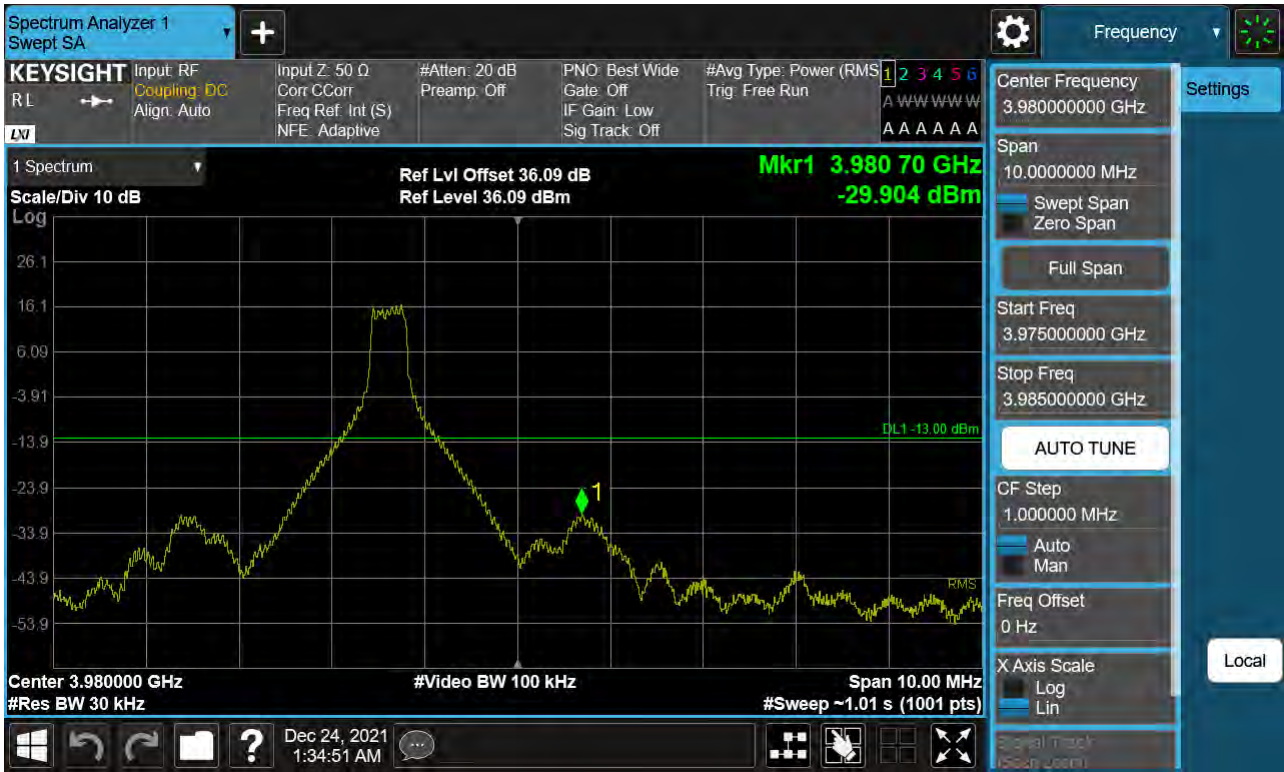 Spectrum Analyzer 1
Swept SA
+
Frequency
KEYSIGHT
RL
LXI
Input: RF
Coupling: DC
Align: Auto
Input Z: 50 Ω
Corr CCorr
Freq Ref: Int (S)
NFE: Adaptive
#Atten: 20 dB
Preamp: Off
PNO: Best Wide
Gate: Off
IF Gain: Low
Sig Track: Off
#Avg Type: Power (RMS
Trig: Free Run
1 2 3 4 5 6
A W W W W W
A A A A A A
1 Spectrum
Scale/Div 10 dB
Log
Ref Lvl Offset 36.09 dB
Ref Level 36.09 dBm
Mkr1 3.980 70 GHz
-29.904 dBm
26.1
16.1
6.09
-3.91
-13.9
-23.9
-33.9
-43.9
-53.9
DL1 -13.00 dBm
1
RMS
Center 3.980000 GHz
#Res BW 30 kHz
#Video BW 100 kHz
Span 10.00 MHz
#Sweep ~1.01 s (1001 pts)
Center Frequency
3.980000000 GHz
Span
10.0000000 MHz
Swept Span
Zero Span
Full Span
Start Freq
3.975000000 GHz
Stop Freq
3.985000000 GHz
AUTO TUNE
CF Step
1.000000 MHz
Auto
Man
Freq Offset
0 Hz
X Axis Scale
Log
Lin
Signal Track
(Span Zoom)
Settings
Local
?
Dec 24, 2021
1:34:51 AM